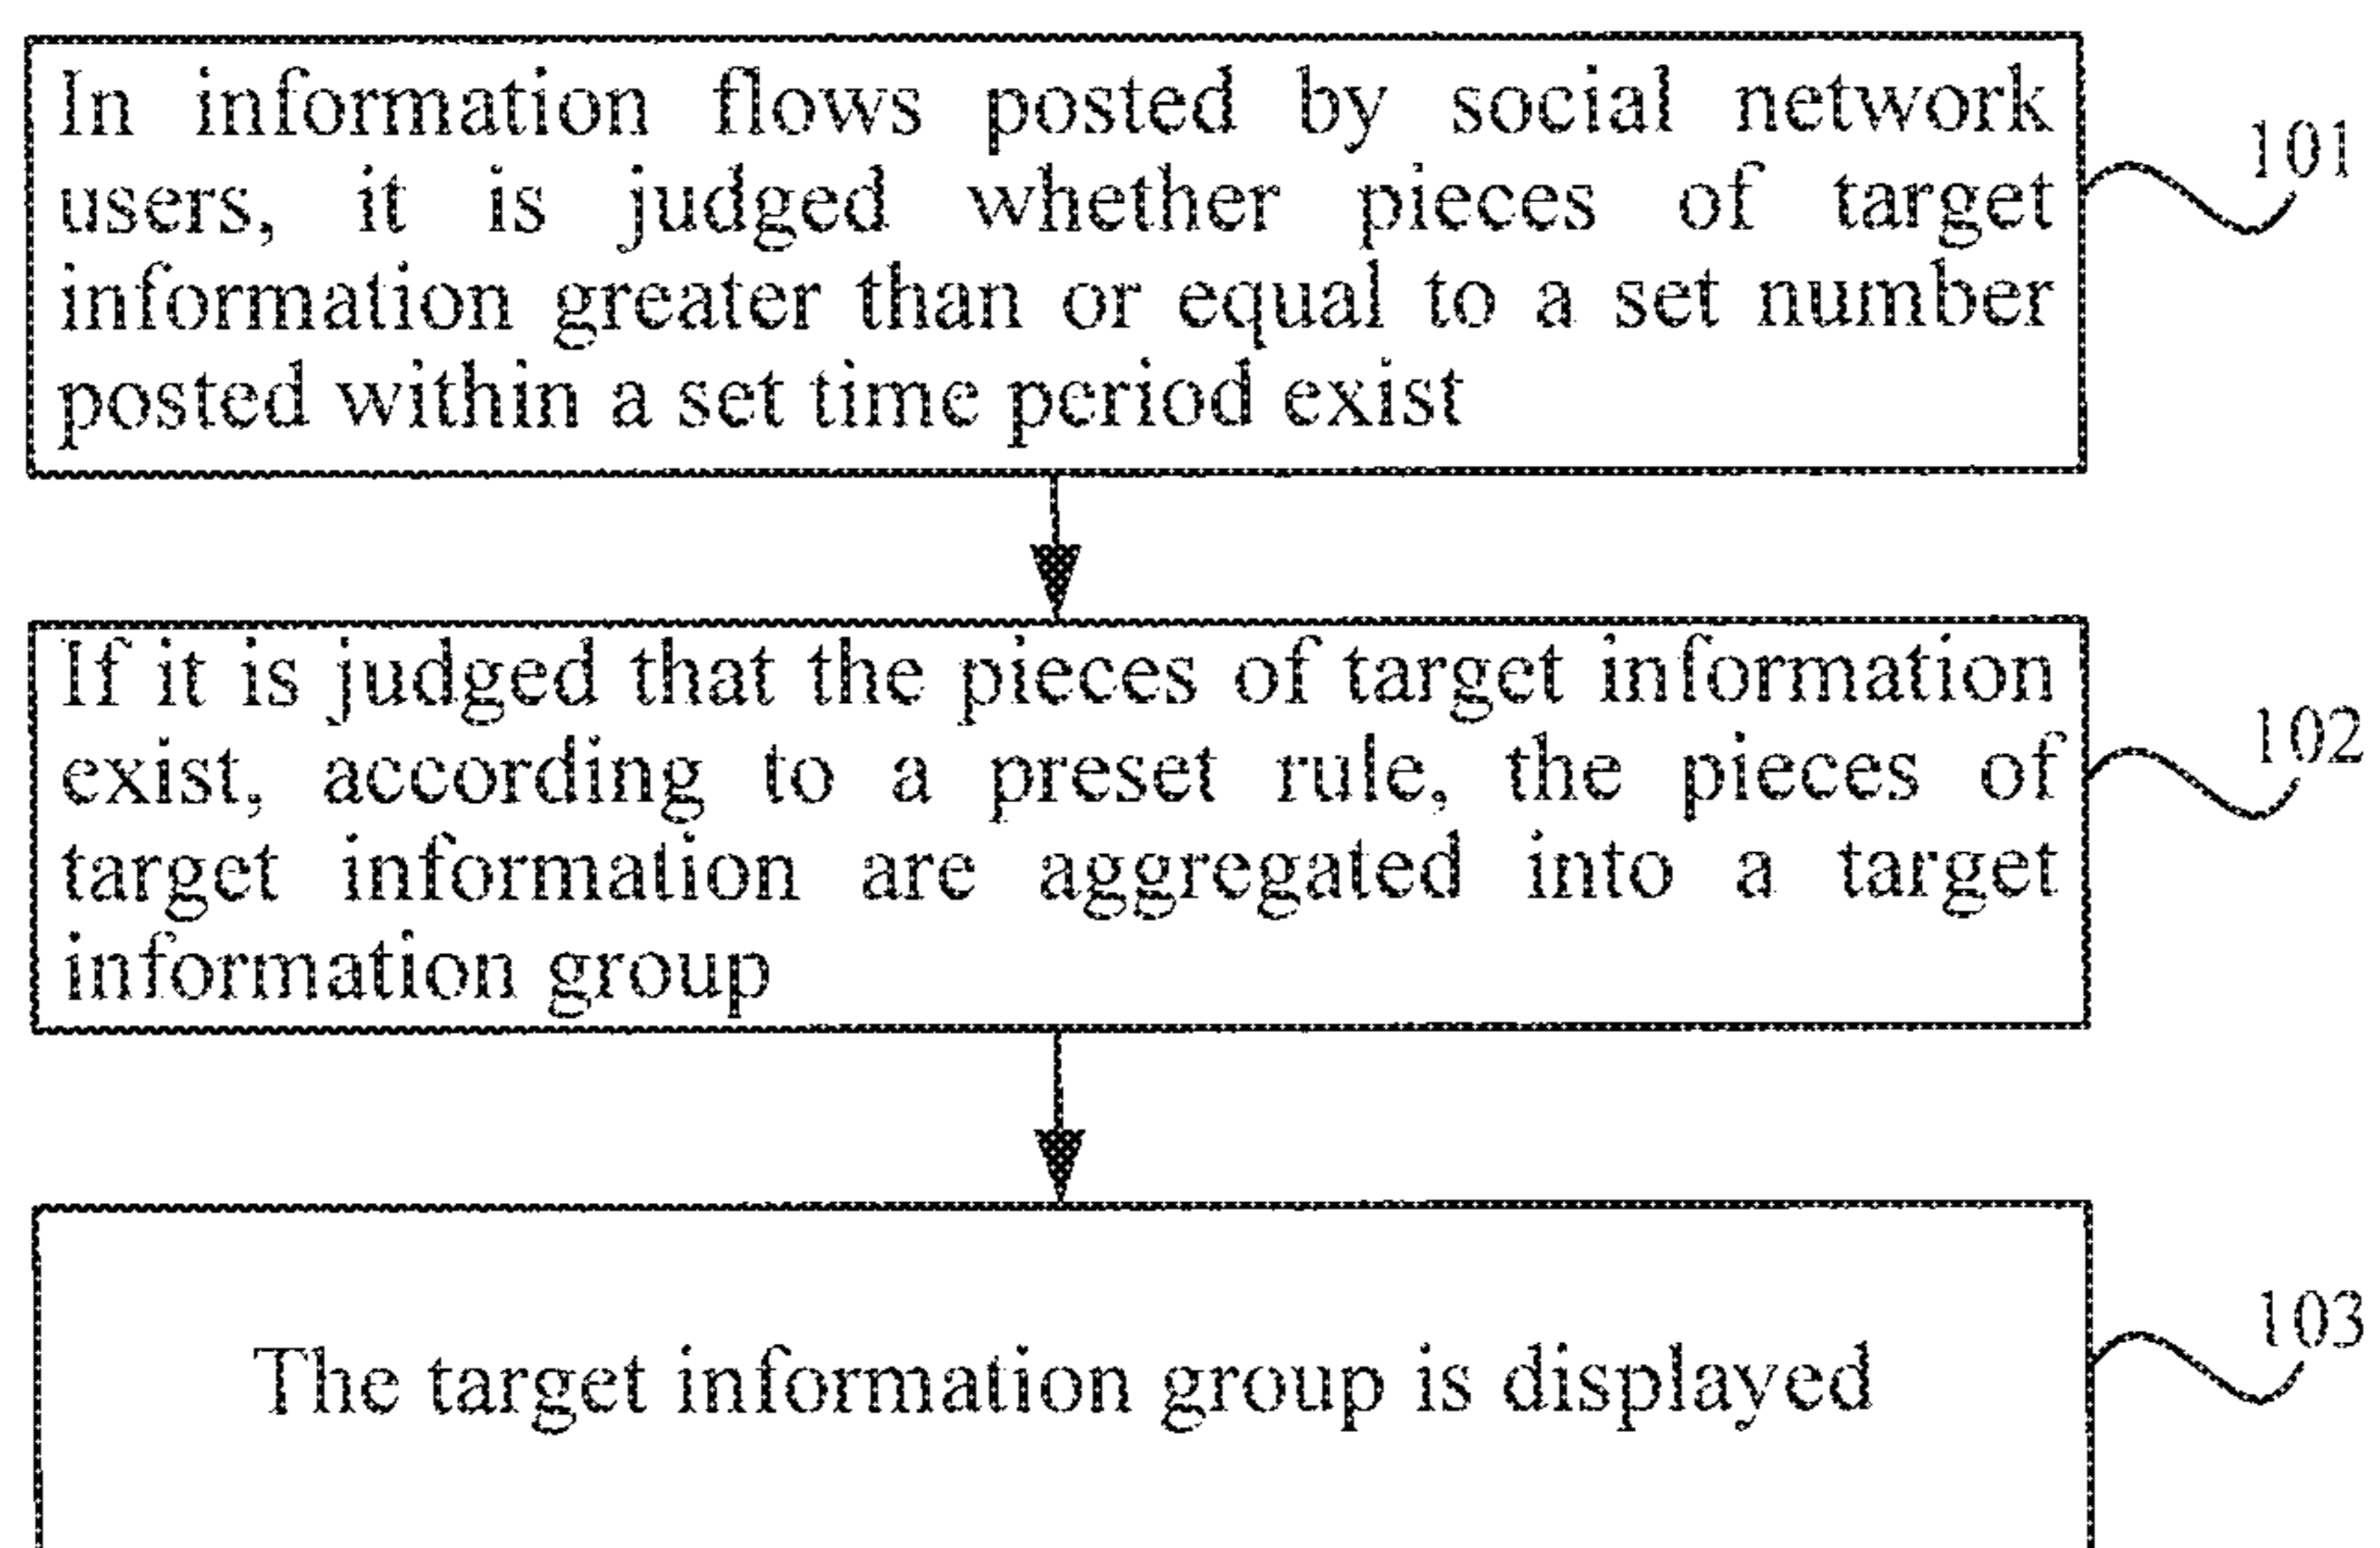 In information flows posted by social network
users, it is judged whether pieces of target
information greater than or equal to a set number
posted within a set time period exist
101
If it is judged that the pieces of target information
exist, according to a preset rule, the pieces of
target information are aggregated into a target
information group
102
The target information group is displayed
103